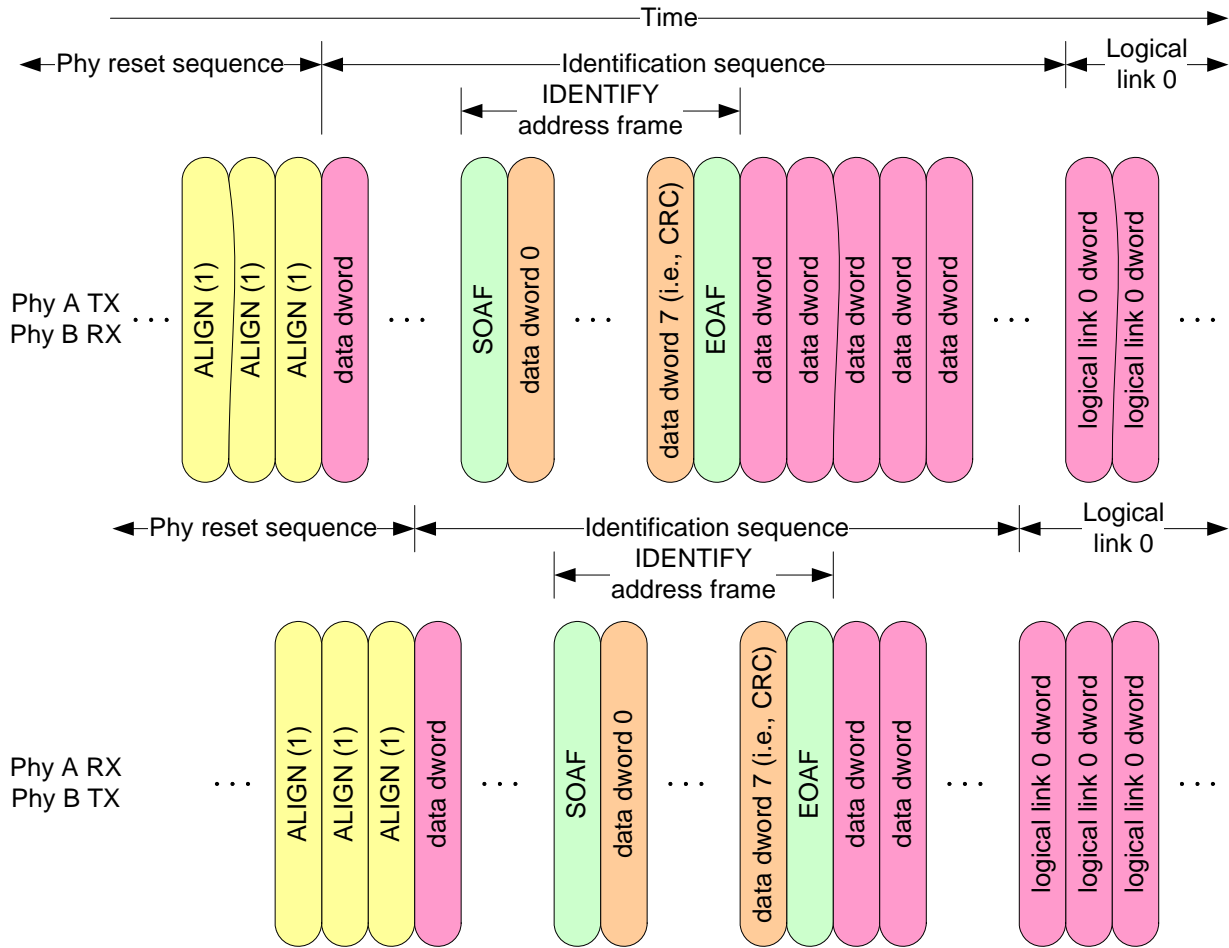 Time
Phy reset sequence
Identification sequence
Logical
link 0
IDENTIFY
address frame
Phy A TX
Phy B RX
. . .
ALIGN (1)
ALIGN (1)
ALIGN (1)
data dword
. . .
SOAF
data dword 0
. . .
data dword 7 (i.e., CRC)
EOAF
data dword
data dword
data dword
data dword
data dword
. . .
logical link 0 dword
logical link 0 dword
. . .
Phy reset sequence
Identification sequence
Logical
link 0
IDENTIFY
address frame
Phy A RX
Phy B TX
. . .
ALIGN (1)
ALIGN (1)
ALIGN (1)
data dword
. . .
SOAF
data dword 0
. . .
data dword 7 (i.e., CRC)
EOAF
data dword
data dword
. . .
logical link 0 dword
logical link 0 dword
logical link 0 dword
. . .